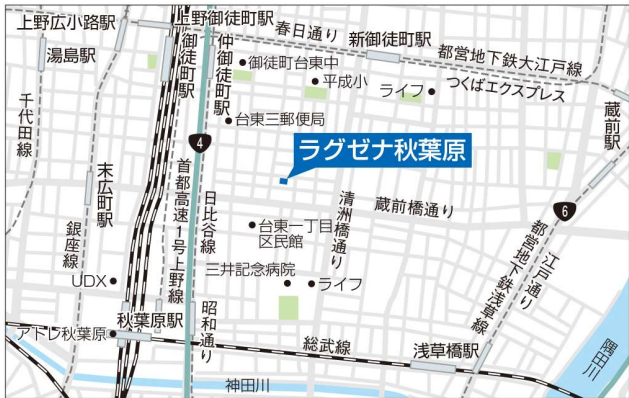 上野広小路駅
上野御徒町駅
春日通り
新御徒町駅
都営地下鉄大江戸線
湯島駅
御徒町駅
仲御徒町駅
御徒町台東中
平成小
ライフ
つくばエクスプレス
蔵前駅
千代田線
台東三郵便局
4
ラグゼナ秋葉原
末広町駅
首都高速1号上野線
日比谷線
清洲橋通り
蔵前橋通り
6
銀座線
台東一丁目
区民館
都営地下鉄浅草線
江戸通り
UDX
三井記念病院
ライフ
秋葉原駅
昭和通り
アトレ秋葉原
総武線
浅草橋駅
隅田川
神田川